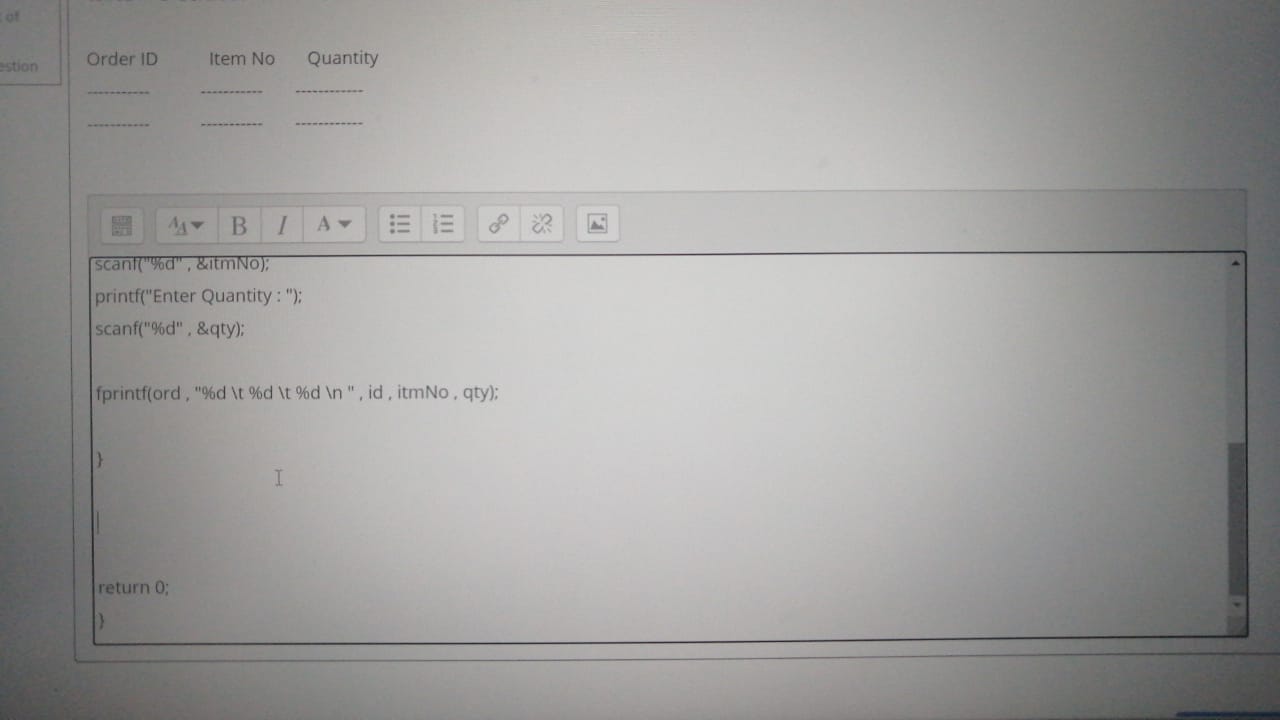 of
estion
Order ID Item No Quantity
----------- ----------- ------------
----------- ----------- ------------
B I A
scanf("%d" , &itmNo);
printf("Enter Quantity : ");
scanf("%d" , &qty);
fprintf(ord , "%d \t %d \t %d \n " , id , itmNo , qty);
}
return 0;
}